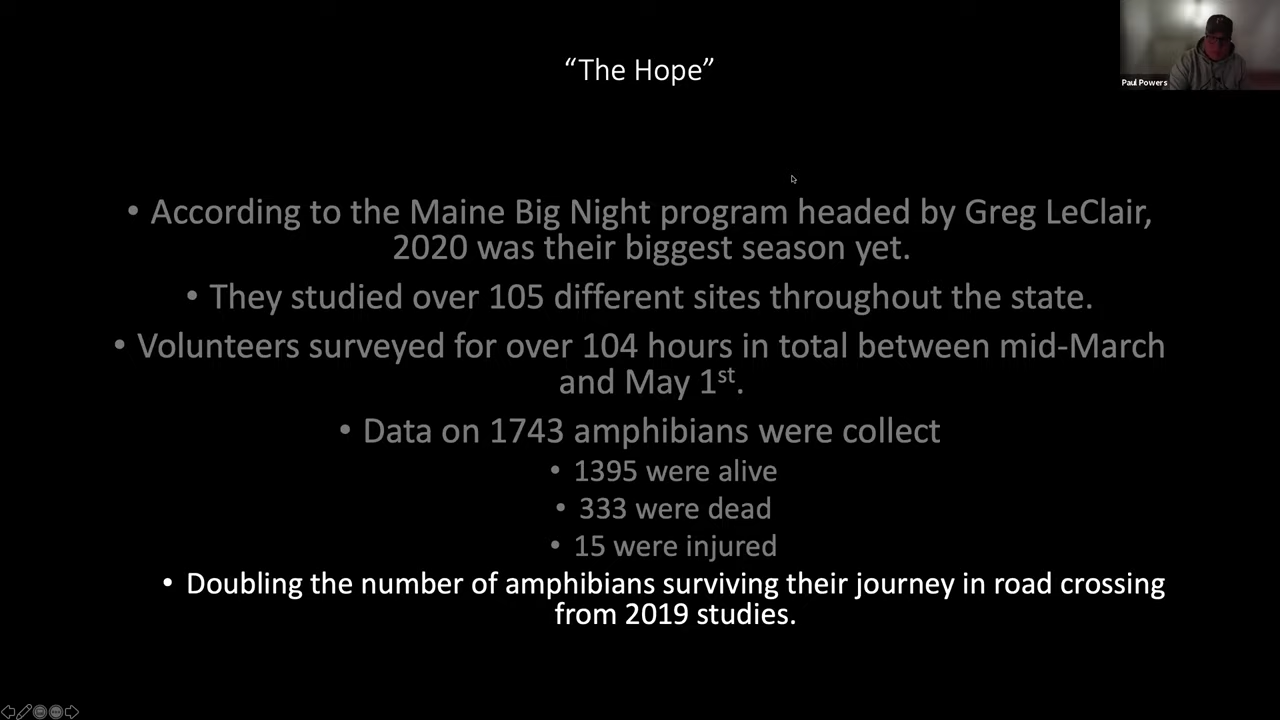 “The Hope”
Paul Powers
• According to the Maine Big Night program headed by Greg LeClair,
2020 was their biggest season yet.
• They studied over 105 different sites throughout the state.
• Volunteers surveyed for over 104 hours in total between mid-March
and May 1st.
• Data on 1743 amphibians were collect
• 1395 were alive
• 333 were dead
• 15 were injured
• Doubling the number of amphibians surviving their journey in road crossing
from 2019 studies.